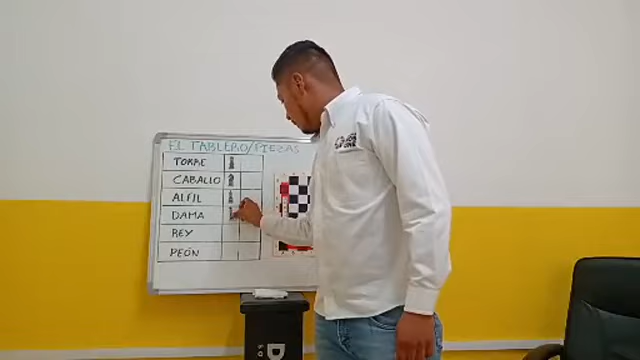 EL TABLERO/PIEZAS
TORRE
CABALLO
ALFIL
DAMA
REY
PEÓN
D